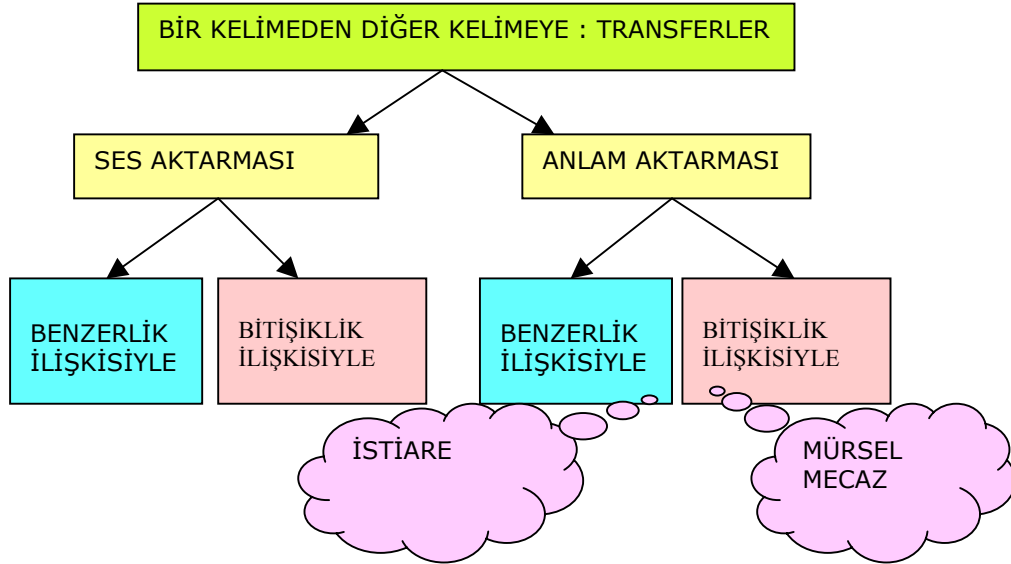 BİR KELİMEDEN DİĞER KELİMEYE : TRANSFERLER
SES AKTARMASI
ANLAM AKTARMASI
BENZERLİK
İLİŞKİSİYLE
BİTİŞİKLİK
İLİŞKİSİYLE
BENZERLİK
İLİŞKİSİYLE
BİTİŞİKLİK
İLİŞKİSİYLE
İSTİARE
MÜRSEL
MECAZ